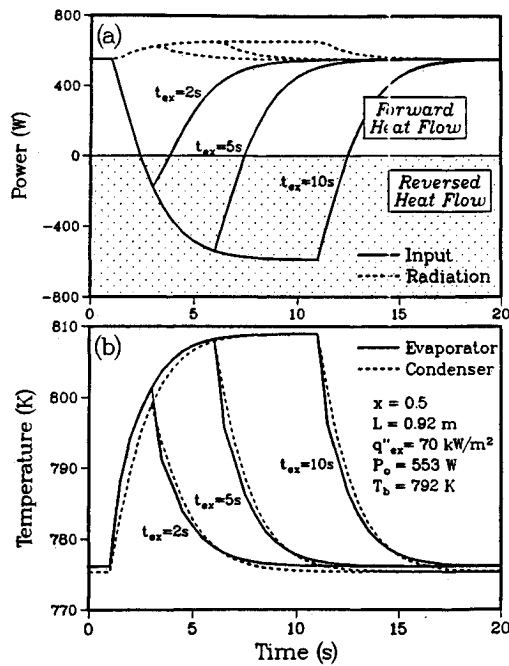 800
(a)
400
t_ex=2s
Forward
Heat Flow
t_ex=5s
0
Power (W)
t_ex=10s
Reversed
Heat Flow
-400
Input
Radiation
-800
0 5 10 15 20
810
(b)
Evaporator
Condenser
800
x = 0.5
L = 0.92 m
q"_ex = 70 kW/m²
P_o = 553 W
T_b = 792 K
790
Temperature (K)
t_ex=10s
t_ex=5s
780
t_ex=2s
770
0 5 10 15 20
Time (s)